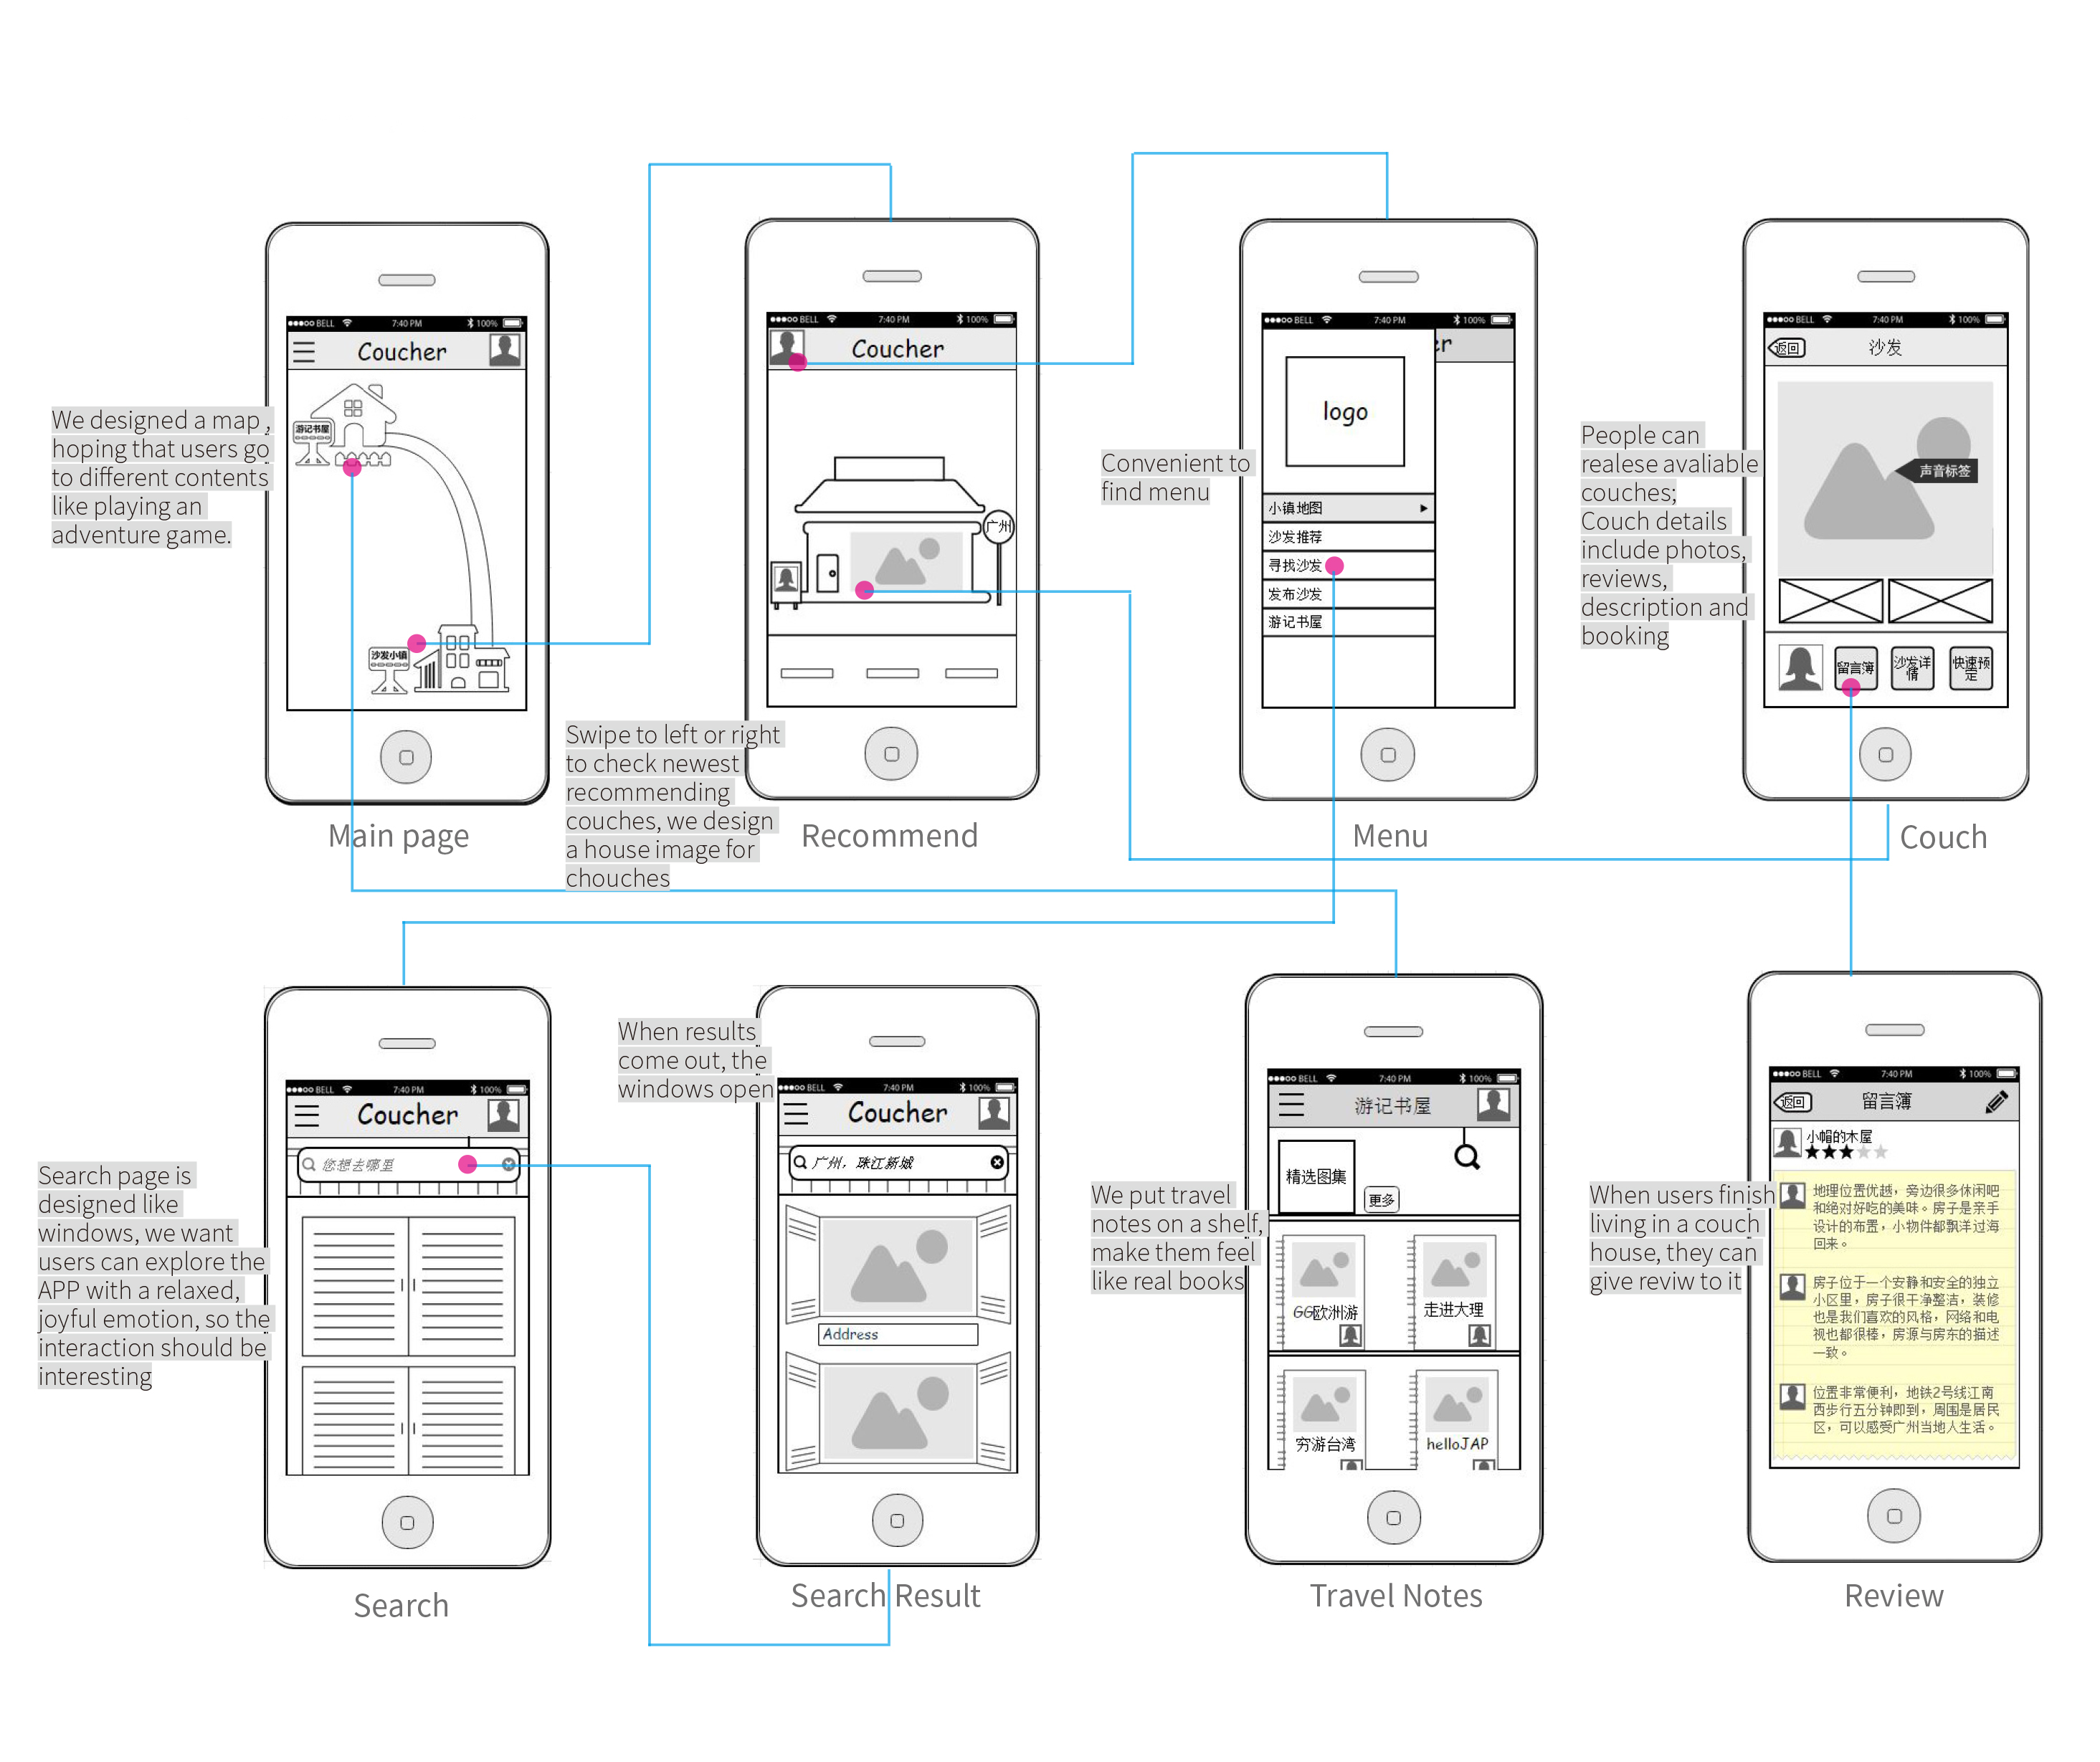 We designed a map ,
hoping that users go
to different contents
like playing an
adventure game.
●●●○○ BELL 7:40 PM 100%
Coucher
游记书屋
沙发小镇
Main page
Swipe to left or right
to check newest
recommending
couches, we design
a house image for
chouches
●●●○○ BELL 7:40 PM 100%
Coucher
广州
Recommend
Convenient to
find menu
●●●○○ BELL 7:40 PM 100%
er
logo
小镇地图
沙发推荐
寻找沙发
发布沙发
游记书屋
Menu
People can
realese avaliable
couches;
Couch details
include photos,
reviews,
description and
booking
●●●○○ BELL 7:40 PM 100%
返回 沙发
声音标签
留言簿 沙发详情 快速预定
Couch
Search page is
designed like
windows, we want
users can explore the
APP with a relaxed,
joyful emotion, so the
interaction should be
interesting
●●●○○ BELL 7:40 PM 100%
Coucher
您想去哪里
Search
When results
come out, the
windows open
●●●○○ BELL 7:40 PM 100%
Coucher
广州，珠江新城
Address
Search Result
We put travel
notes on a shelf,
make them feel
like real books
●●●○○ BELL 7:40 PM 100%
游记书屋
精选图集
更多
GG欧洲游 走进大理
穷游台湾 helloJAP
Travel Notes
When users finish
living in a couch
house, they can
give reviw to it
●●●○○ BELL 7:40 PM 100%
返回 留言簿
小帽的木屋
★★★★★
地理位置优越，旁边很多休闲吧
和绝对好吃的美味。房子是亲手
设计的布置，小物件都飘洋过海
回来。
房子位于一个安静和安全的独立
小区里，房子很干净整洁，装修
也是我们喜欢的风格，网络和电
视也都很棒，房源与房东的描述
一致。
位置非常便利，地铁2号线江南
西步行五分钟即到，周围是居民
区，可以感受广州当地人生活。
Review